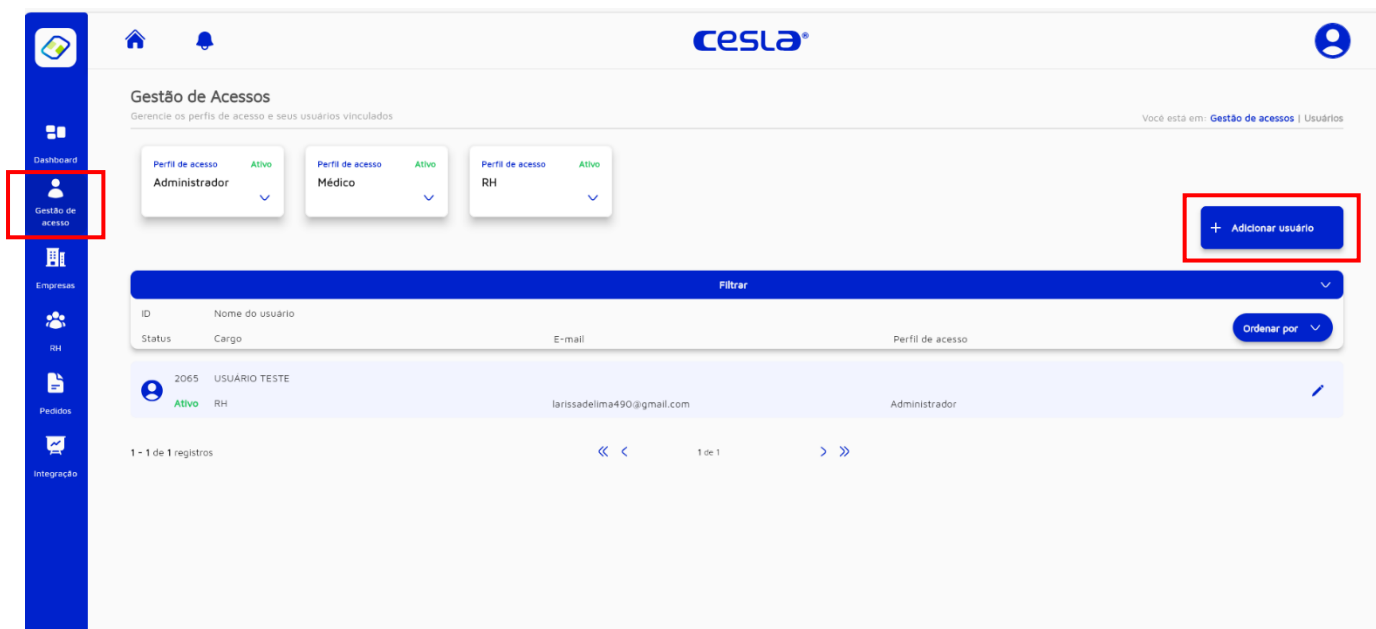 cesla®
Gestão de Acessos
Gerencie os perfis de acesso e seus usuários vinculados
Você está em: Gestão de acessos | Usuários
Dashboard
Gestão de
acesso
Empresas
RH
Pedidos
Integração
Perfil de acesso Ativo
Administrador
Perfil de acesso Ativo
Médico
Perfil de acesso Ativo
RH
+ Adicionar usuário
Filtrar
ID Nome do usuário
Status Cargo E-mail Perfil de acesso
Ordenar por
2065 USUÁRIO TESTE
Ativo RH larissadelima490@gmail.com Administrador
1 - 1 de 1 registros
1 de 1